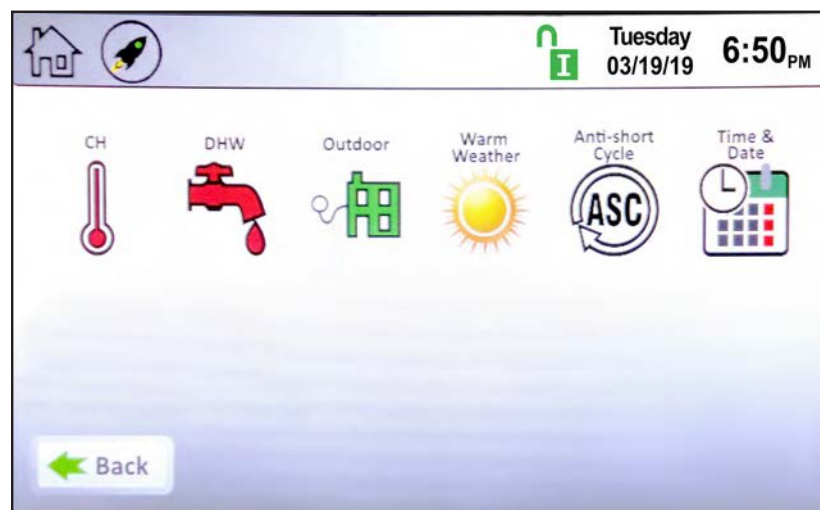 I
Tuesday
03/19/19
6:50PM
CH
DHW
Outdoor
Warm
Weather
Anti-short
Cycle
Time &
Date
ASC
Back